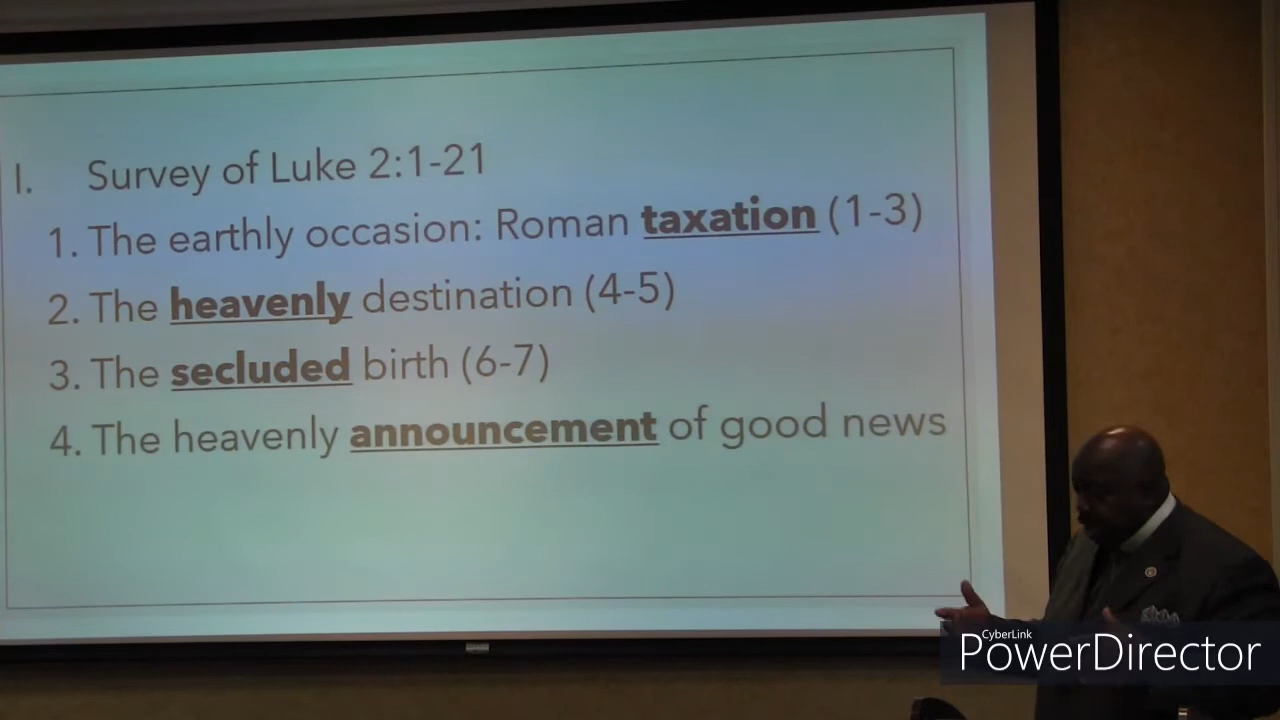 I. Survey of Luke 2:1-21
1. The earthly occasion: Roman taxation (1-3)
2. The heavenly destination (4-5)
3. The secluded birth (6-7)
4. The heavenly announcement of good news
CyberLink
PowerDirector